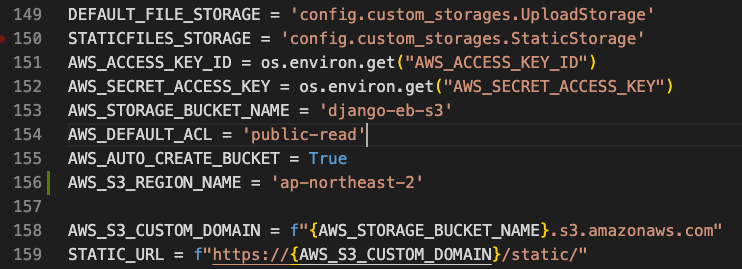 149 DEFAULT_FILE_STORAGE = 'config.custom_storages.UploadStorage'
150 STATICFILES_STORAGE = 'config.custom_storages.StaticStorage'
151 AWS_ACCESS_KEY_ID = os.environ.get("AWS_ACCESS_KEY_ID")
152 AWS_SECRET_ACCESS_KEY = os.environ.get("AWS_SECRET_ACCESS_KEY")
153 AWS_STORAGE_BUCKET_NAME = 'django-eb-s3'
154 AWS_DEFAULT_ACL = 'public-read'
155 AWS_AUTO_CREATE_BUCKET = True
156 AWS_S3_REGION_NAME = 'ap-northeast-2'
157
158 AWS_S3_CUSTOM_DOMAIN = f"{AWS_STORAGE_BUCKET_NAME}.s3.amazonaws.com"
159 STATIC_URL = f"https://{AWS_S3_CUSTOM_DOMAIN}/static/"